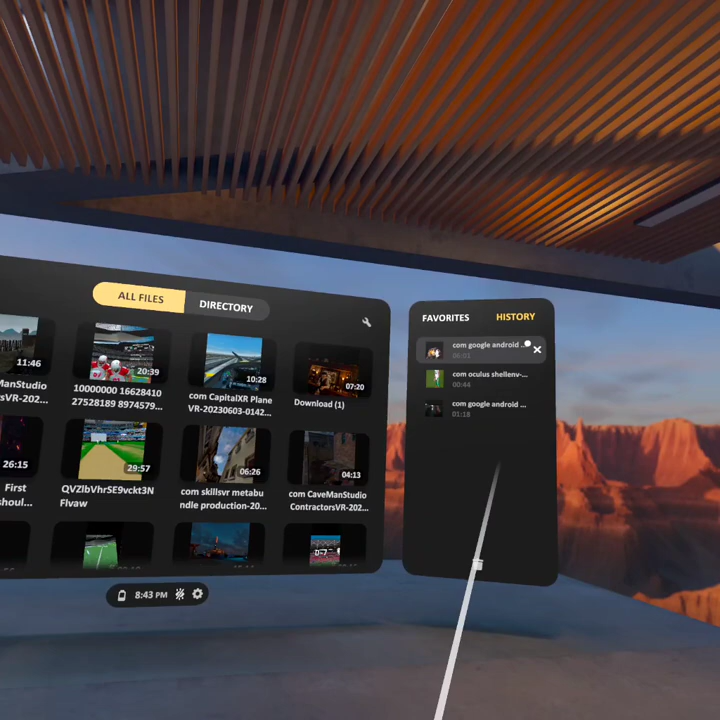 ALL FILES
DIRECTORY
11:46
ManStudio
sVR-202...
20:39
10000000 16628410
27528189 8974579...
10:28
com CapitalXR Plane
VR-20230603-0142...
07:20
Download (1)
26:15
First
shoul...
29:57
QVZlbVhrSE9vckt3N
Flvaw
06:26
com skillsvr metabu
ndle production-20...
04:13
com CaveManStudio
ContractorsVR-202...
8:43 PM
FAVORITES
HISTORY
com google android ...
06:01
com oculus shellenv-...
00:44
com google android ...
01:18